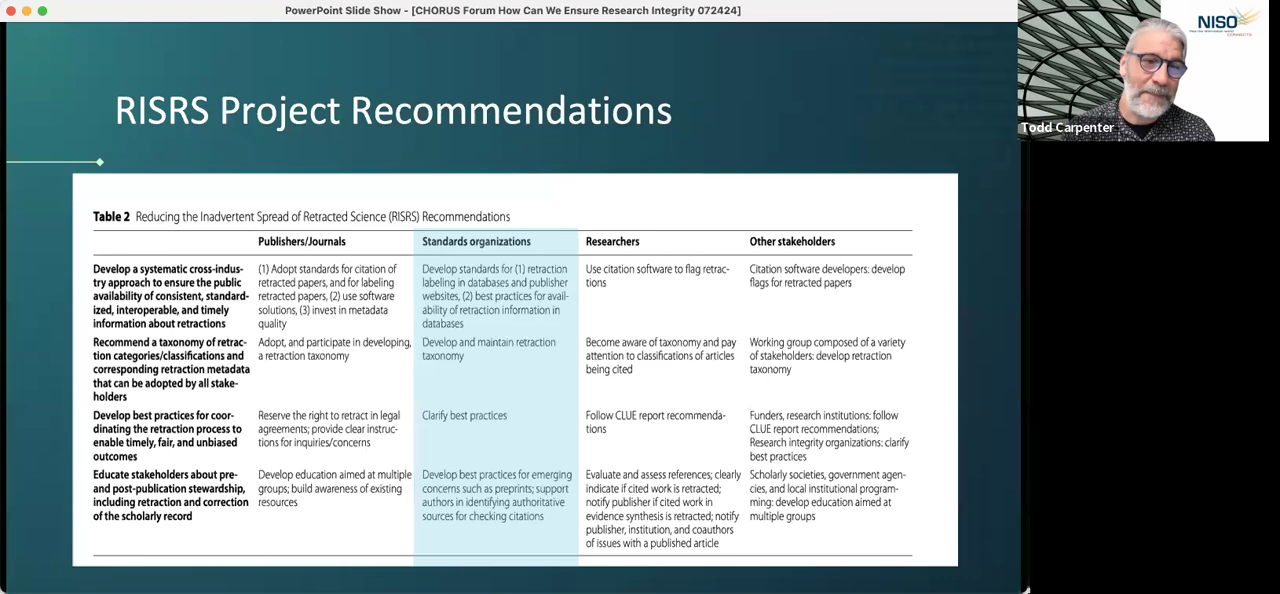 PowerPoint Slide Show - [CHORUS Forum How Can We Ensure Research Integrity 072424]
NISO
Todd Carpenter
RISRS Project Recommendations
Table 2 Reducing the Inadvertent Spread of Retracted Science (RISRS) Recommendations
Publishers/Journals
Standards organizations
Researchers
Other stakeholders
Develop a systematic cross-indus-
try approach to ensure the public
availability of consistent, standard-
ized, interoperable, and timely
information about retractions
(1) Adopt standards for citation of
retracted papers, and for labeling
retracted papers, (2) use software
solutions, (3) invest in metadata
quality
Develop standards for (1) retraction
labeling in databases and publisher
websites, (2) best practices for avail-
ability of retraction information in
databases
Use citation software to flag retrac-
tions
Citation software developers: develop
flags for retracted papers
Recommend a taxonomy of retrac-
tion categories/classifications and
corresponding retraction metadata
that can be adopted by all stake-
holders
Adopt, and participate in developing,
a retraction taxonomy
Develop and maintain retraction
taxonomy
Become aware of taxonomy and pay
attention to classifications of articles
being cited
Working group composed of a variety
of stakeholders: develop retraction
taxonomy
Develop best practices for coor-
dinating the retraction process to
enable timely, fair, and unbiased
outcomes
Reserve the right to retract in legal
agreements; provide clear instruc-
tions for inquiries/concerns
Clarify best practices
Follow CLUE report recommenda-
tions
Funders, research institutions: follow
CLUE report recommendations;
Research integrity organizations: clarify
best practices
Educate stakeholders about pre-
and post-publication stewardship,
including retraction and correction
of the scholarly record
Develop education aimed at multiple
groups; build awareness of existing
resources
Develop best practices for emerging
concerns such as preprints; support
authors in identifying authoritative
sources for checking citations
Evaluate and assess references; clearly
indicate if cited work is retracted;
notify publisher if cited work in
evidence synthesis is retracted; notify
publisher, institution, and coauthors
of issues with a published article
Scholarly societies, government agen-
cies, and local institutional program-
ming: develop education aimed at
multiple groups